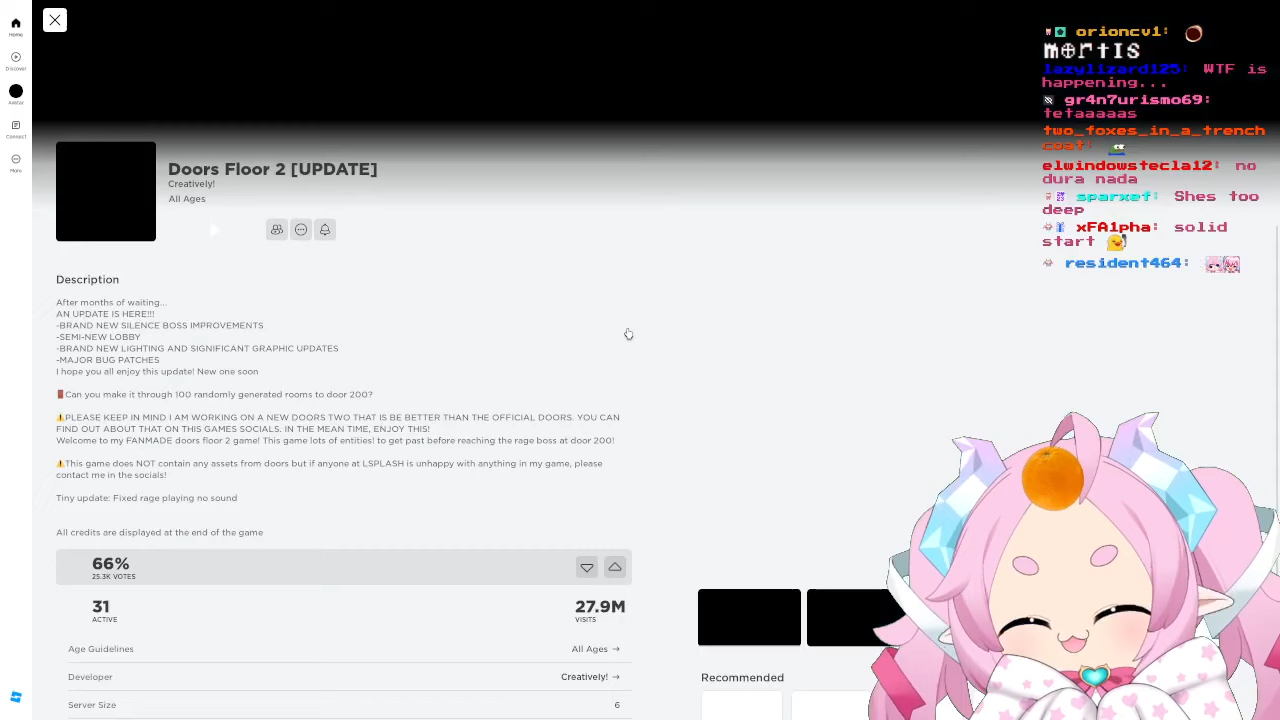 Home
Discover
Avatar
Connect
More
Doors Floor 2 [UPDATE]
Creatively!
All Ages
Description
After months of waiting...
AN UPDATE IS HERE!!!
-BRAND NEW SILENCE BOSS IMPROVEMENTS
-SEMI-NEW LOBBY
-BRAND NEW LIGHTING AND SIGNIFICANT GRAPHIC UPDATES
-MAJOR BUG PATCHES
I hope you all enjoy this update! New one soon
🚪Can you make it through 100 randomly generated rooms to door 200?
⚠️PLEASE KEEP IN MIND I AM WORKING ON A NEW DOORS TWO THAT IS BE BETTER THAN THE OFFICIAL DOORS. YOU CAN
FIND OUT ABOUT THAT ON THIS GAMES SOCIALS. IN THE MEAN TIME, ENJOY THIS!
Welcome to my FANMADE doors floor 2 game! This game lots of entities! to get past before reaching the rage boss at door 200!
⚠️This game does NOT contain any assets from doors but if anyone at LSPLASH is unhappy with anything in my game, please
contact me in the socials!
Tiny update: Fixed rage playing no sound
All credits are displayed at the end of the game
66%
25.3K VOTES
31
ACTIVE
27.9M
VISITS
Age Guidelines
All Ages →
Developer
Creatively! →
Server Size
6
Recommended
orioncv1:
mortis
lazylizard125: WTF is
happening...
gr4n7urismo69:
tetaaaaas
two_foxes_in_a_trench
coat:
elwindowstecla12: no
dura nada
sparxef: Shes too
deep
xFA1pha: solid
start
resident464: